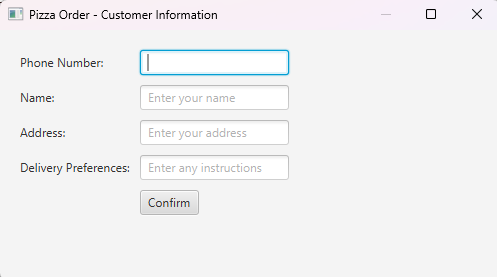 Pizza Order - Customer Information
Phone Number:
Name: Enter your name
Address: Enter your address
Delivery Preferences: Enter any instructions
Confirm